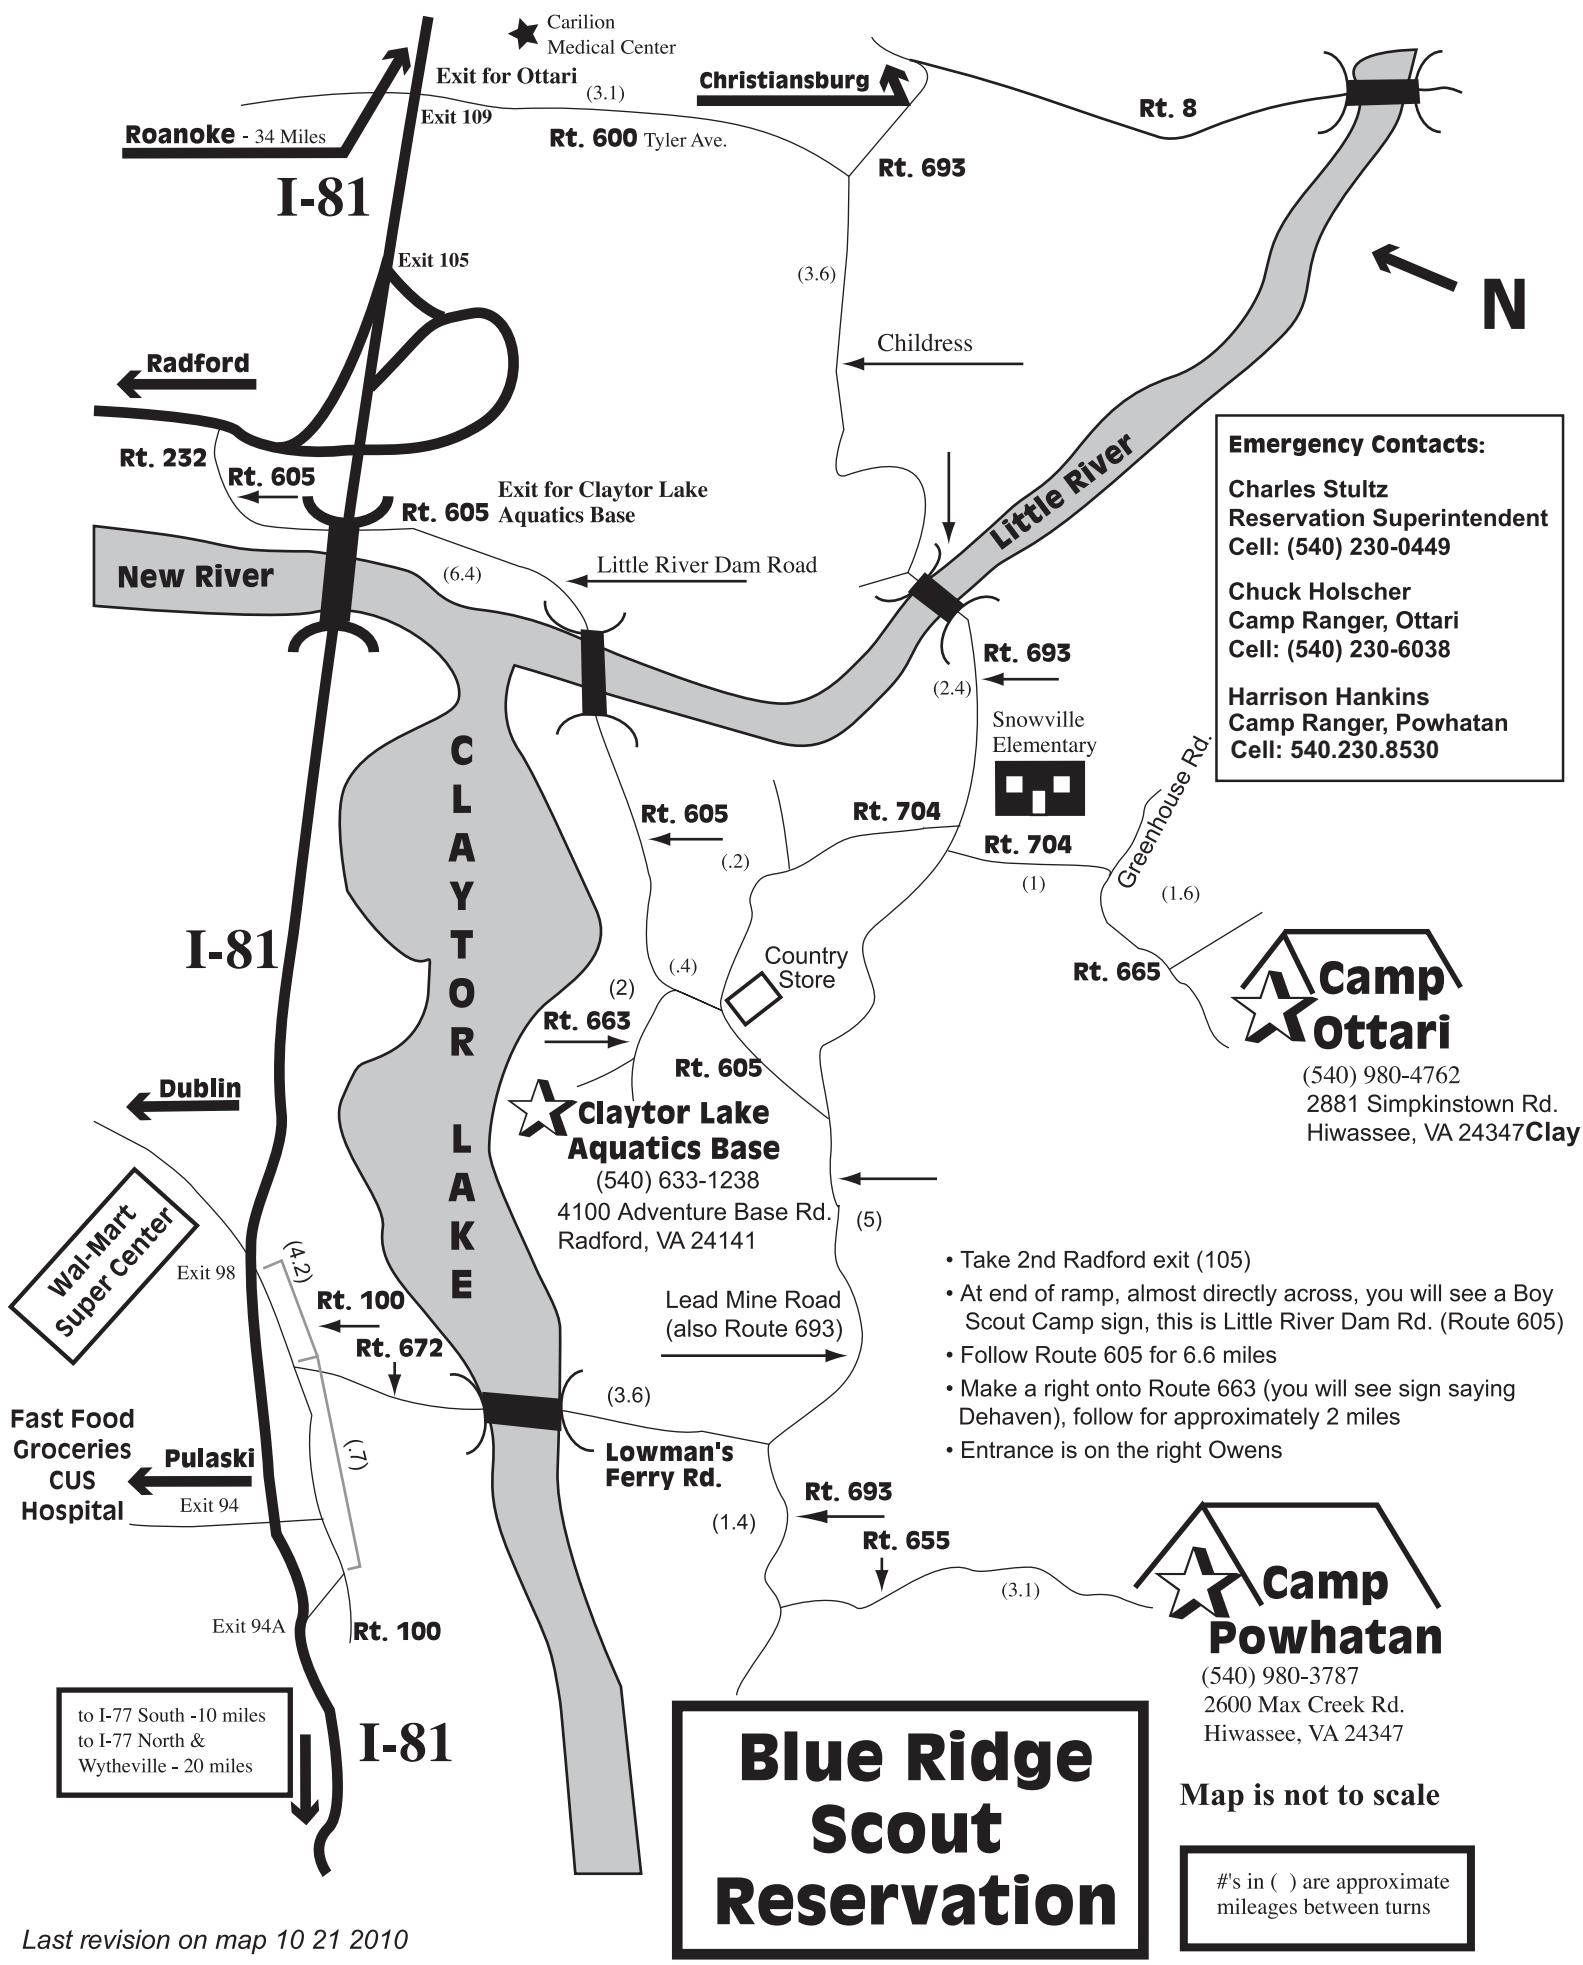 Carilion
Medical Center
Exit for Ottari
(3.1)
Christiansburg
Rt. 8
Exit 109
Roanoke - 34 Miles
Rt. 600 Tyler Ave.
Rt. 693
I-81
Exit 105
(3.6)
N
Childress
Radford
Rt. 232
Rt. 605
Rt. 605
Exit for Claytor Lake
Aquatics Base
Little River
New River
(6.4)
Little River Dam Road
Emergency Contacts:
Charles Stultz
Reservation Superintendent
Cell: (540) 230-0449
Chuck Holscher
Camp Ranger, Ottari
Cell: (540) 230-6038
Harrison Hankins
Camp Ranger, Powhatan
Cell: 540.230.8530
Rt. 693
(2.4)
Snowville
Elementary
CLAYTOR LAKE
Rt. 605
(.2)
Rt. 704
Rt. 704
(1)
Greenhouse Rd.
(1.6)
I-81
Country
Store
(.4)
(2)
Rt. 663
Rt. 605
Rt. 665
Camp
Ottari
(540) 980-4762
2881 Simpkinstown Rd.
Hiwassee, VA 24347Clay
Dublin
Claytor Lake
Aquatics Base
(540) 633-1238
4100 Adventure Base Rd.
Radford, VA 24141
(5)
Wal-Mart
Super Center
Exit 98
(4.2)
Rt. 100
Rt. 672
Lead Mine Road
(also Route 693)
• Take 2nd Radford exit (105)
• At end of ramp, almost directly across, you will see a Boy
Scout Camp sign, this is Little River Dam Rd. (Route 605)
• Follow Route 605 for 6.6 miles
• Make a right onto Route 663 (you will see sign saying
Dehaven), follow for approximately 2 miles
• Entrance is on the right Owens
(3.6)
Lowman's
Ferry Rd.
Fast Food
Groceries
CUS
Hospital
Pulaski
Exit 94
(.7)
Rt. 693
(1.4)
Rt. 655
(3.1)
Exit 94A
Rt. 100
Camp
Powhatan
(540) 980-3787
2600 Max Creek Rd.
Hiwassee, VA 24347
to I-77 South -10 miles
to I-77 North &
Wytheville - 20 miles
I-81
Blue Ridge
Scout
Reservation
Map is not to scale
#'s in ( ) are approximate
mileages between turns
Last revision on map 10 21 2010